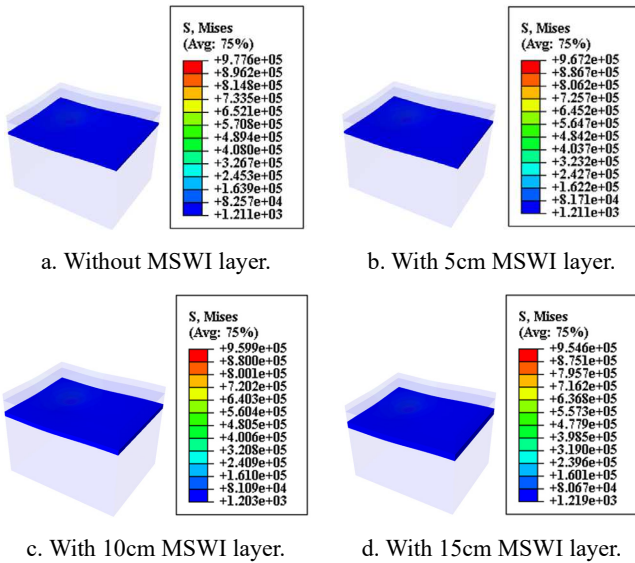 S, Mises
(Avg: 75%)
+9.776e+05
+8.962e+05
+8.148e+05
+7.335e+05
+6.521e+05
+5.708e+05
+4.894e+05
+4.080e+05
+3.267e+05
+2.453e+05
+1.639e+05
+8.257e+04
+1.211e+03
a. Without MSWI layer.
S, Mises
(Avg: 75%)
+9.672e+05
+8.867e+05
+8.062e+05
+7.257e+05
+6.452e+05
+5.647e+05
+4.842e+05
+4.037e+05
+3.232e+05
+2.427e+05
+1.622e+05
+8.171e+04
+1.211e+03
b. With 5cm MSWI layer.
S, Mises
(Avg: 75%)
+9.599e+05
+8.800e+05
+8.001e+05
+7.202e+05
+6.403e+05
+5.604e+05
+4.805e+05
+4.006e+05
+3.208e+05
+2.409e+05
+1.610e+05
+8.109e+04
+1.203e+03
c. With 10cm MSWI layer.
S, Mises
(Avg: 75%)
+9.546e+05
+8.751e+05
+7.957e+05
+7.162e+05
+6.368e+05
+5.573e+05
+4.779e+05
+3.985e+05
+3.190e+05
+2.396e+05
+1.601e+05
+8.067e+04
+1.219e+03
d. With 15cm MSWI layer.